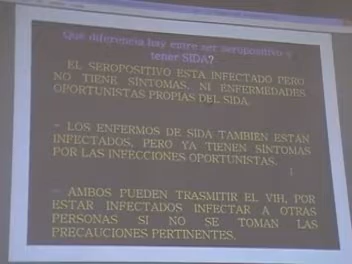 Qué diferencia hay entre ser seropositivo y
tener SIDA?
EL SEROPOSITIVO ESTA INFECTADO PERO
NO TIENE SINTOMAS, NI ENFERMEDADES
OPORTUNISTAS PROPIAS DEL SIDA.
- LOS ENFERMOS DE SIDA TAMBIEN ESTAN
INFECTADOS, PERO YA TIENEN SINTOMAS
POR LAS INFECCIONES OPORTUNISTAS.
- AMBOS PUEDEN TRASMITIR EL VIH, POR
ESTAR INFECTADOS INFECTAR A OTRAS
PERSONAS SI NO SE TOMAN LAS
PRECAUCIONES PERTINENTES.